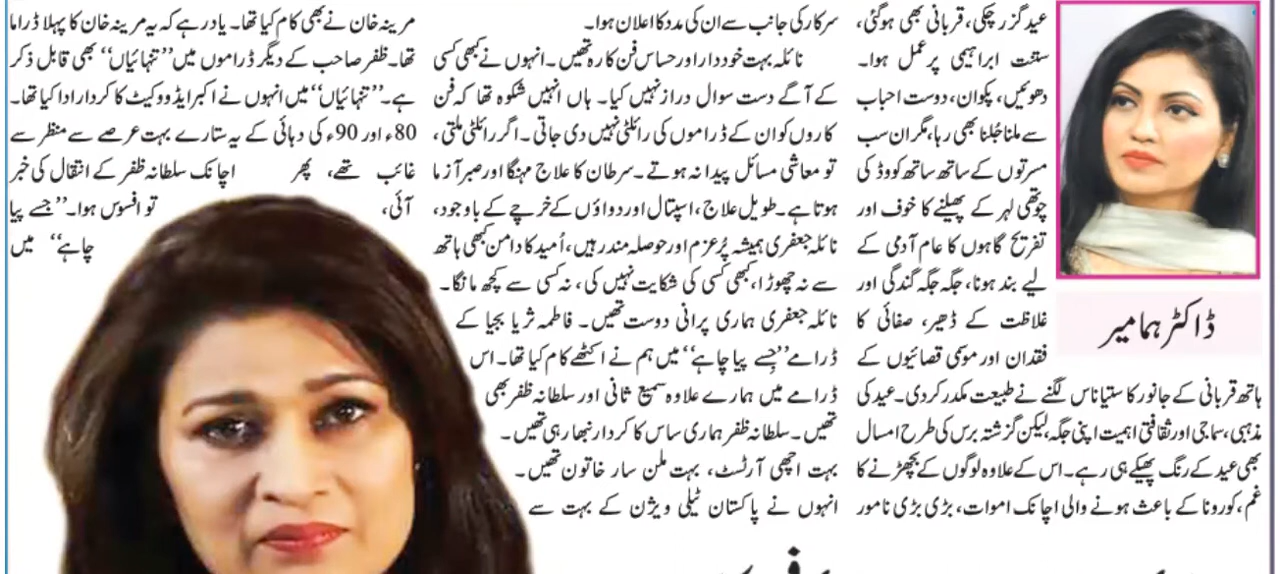 عید گزر چکی، قربانی بھی ہوگئی،
سنّت ابراہیمی پر عمل ہوا۔
دھوئیں، پکوان، دوست احباب
سے ملنا جُلنا بھی رہا، مگر ان سب
مسرتوں کے ساتھ ساتھ کووڈ کی
چوتھی لہر کے پھیلنے کا خوف اور
تفریح گاہوں کا عام آدمی کے
لیے بند ہونا، جگہ جگہ گندگی اور
غلاظت کے ڈھیر، صفائی کا
فقدان اور موسمی قصائیوں کے
ڈاکٹر ہما میر
ہاتھ قربانی کے جانور کا ستیاناس لگنے نے طبیعت مکدر کردی۔ عید کی
مذہبی، سماجی اور ثقافتی اہمیت اپنی جگہ، لیکن گزشتہ برس کی طرح امسال
بھی عید کے رنگ پھیکے ہی رہے۔ اس کے علاوہ لوگوں کے بچھڑنے کا
غم، کورونا کے باعث ہونے والی اچانک اموات، بڑی بڑی نامور
سرکار کی جانب سے ان کی مدد کا اعلان ہوا۔
نائلہ بہت خوددار اور حساس فن کارہ تھیں۔ انہوں نے کبھی کسی
کے آگے دست سوال دراز نہیں کیا۔ ہاں انہیں شکوہ تھا کہ فن
کاروں کو ان کے ڈراموں کی رائلٹی نہیں دی جاتی۔ اگر رائلٹی ملتی،
تو معاشی مسائل پیدا نہ ہوتے۔ سرطان کا علاج مہنگا اور صبر آزما
ہوتا ہے۔ طویل علاج، اسپتال اور دواؤں کے خرچے کے باوجود،
نائلہ جعفری ہمیشہ پُرعزم اور حوصلہ مند رہیں، اُمید کا دامن کبھی ہاتھ
سے نہ چھوڑا، کبھی کسی کی شکایت نہیں کی، نہ کسی سے کچھ مانگا۔
نائلہ جعفری ہماری پرانی دوست تھیں۔ فاطمہ ثریا بجیا کے
ڈرامے ’’جسے پیا چاہے‘‘ میں ہم نے اکٹھے کام کیا تھا۔ اس
ڈرامے میں ہمارے علاوہ سمیع ثانی اور سلطانہ ظفر بھی
تھیں۔ سلطانہ ظفر ہماری ساس کا کردار نبھا رہی تھیں۔
بہت اچھی آرٹسٹ، بہت ملن سار خاتون تھیں۔
انہوں نے پاکستان ٹیلی ویژن کے بہت سے
مرینہ خان نے بھی کام کیا تھا۔ یاد رہے کہ یہ مرینہ خان کا پہلا ڈراما
تھا۔ ظفر صاحب کے دیگر ڈراموں میں ’’تنہائیاں‘‘ بھی قابل ذکر
ہے۔ ’’تنہائیاں‘‘ میں انہوں نے اکبر ایڈووکیٹ کا کردار ادا کیا تھا۔
80ء اور 90ء کی دہائی کے یہ ستارے بہت عرصے سے منظر سے
غائب تھے، پھر اچانک سلطانہ ظفر کے انتقال کی خبر
آئی، تو افسوس ہوا۔ ’’جسے پیا
چاہے‘‘ میں